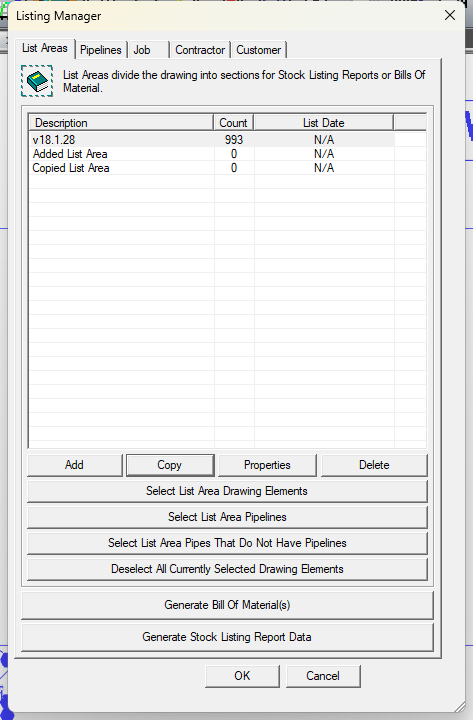 Listing Manager
List Areas Pipelines Job Contractor Customer
List Areas divide the drawing into sections for Stock Listing Reports or Bills Of
Material.
Description Count List Date
v18.1.28 993 N/A
Added List Area 0 N/A
Copied List Area 0 N/A
Add Copy Properties Delete
Select List Area Drawing Elements
Select List Area Pipelines
Select List Area Pipes That Do Not Have Pipelines
Deselect All Currently Selected Drawing Elements
Generate Bill Of Material(s)
Generate Stock Listing Report Data
OK Cancel